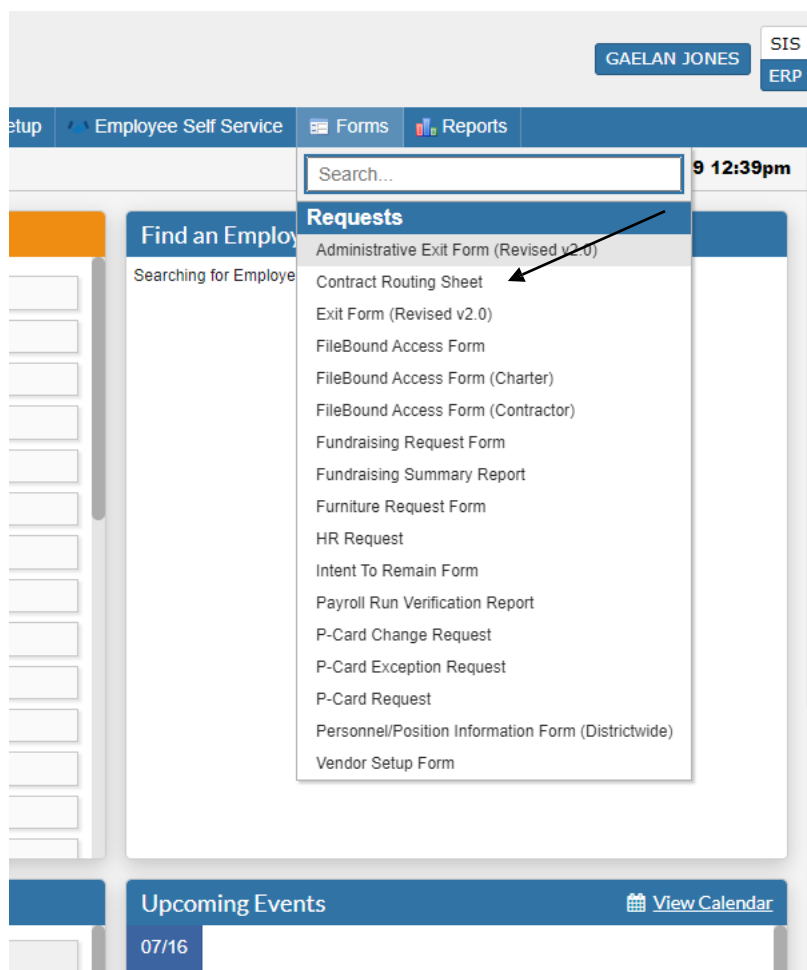 GAELAN JONES
SIS
ERP
etup Employee Self Service Forms Reports
Search...
9 12:39pm
Requests
Find an Employ
Administrative Exit Form (Revised v2.0)
Searching for Employe
Contract Routing Sheet
Exit Form (Revised v2.0)
FileBound Access Form
FileBound Access Form (Charter)
FileBound Access Form (Contractor)
Fundraising Request Form
Fundraising Summary Report
Furniture Request Form
HR Request
Intent To Remain Form
Payroll Run Verification Report
P-Card Change Request
P-Card Exception Request
P-Card Request
Personnel/Position Information Form (Districtwide)
Vendor Setup Form
Upcoming Events View Calendar
07/16